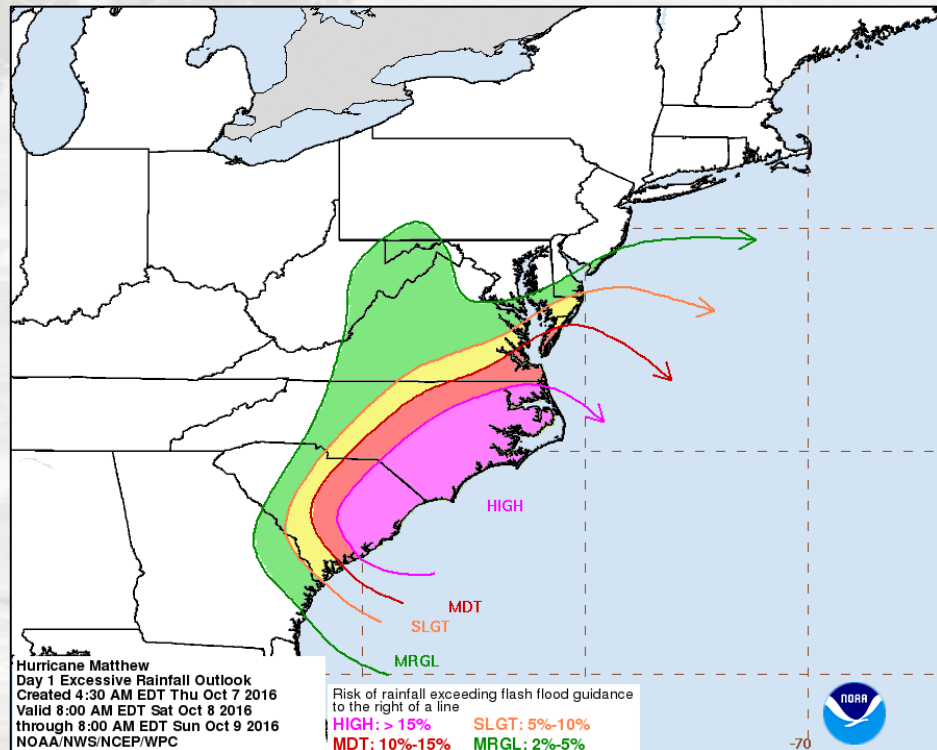 HIGH
MDT
SLGT
MRGL
Hurricane Matthew
Day 1 Excessive Rainfall Outlook
Created 4:30 AM EDT Thu Oct 7 2016
Valid 8:00 AM EDT Sat Oct 8 2016
through 8:00 AM EDT Sun Oct 9 2016
NOAA/NWS/NCEP/WPC
Risk of rainfall exceeding flash flood guidance
to the right of a line
HIGH: > 15% SLGT: 5%-10%
MDT: 10%-15% MRGL: 2%-5%
-70
NOAA